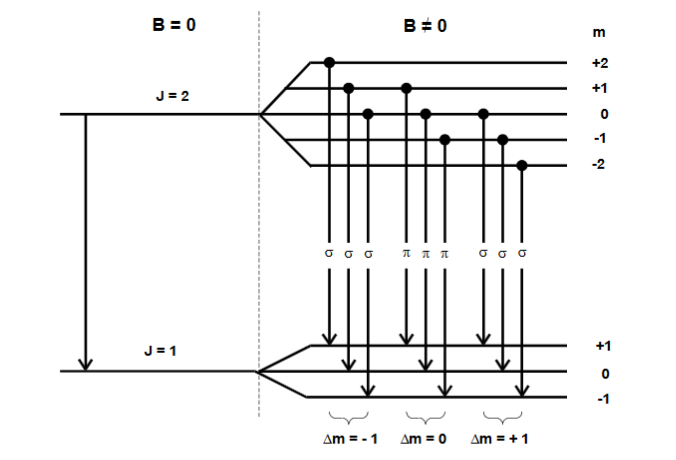 B = 0
B ≠ 0
m
+2
+1
J = 2
0
-1
-2
σ σ σ π π π σ σ σ
J = 1
+1
0
-1
Δm = - 1 Δm = 0 Δm = + 1